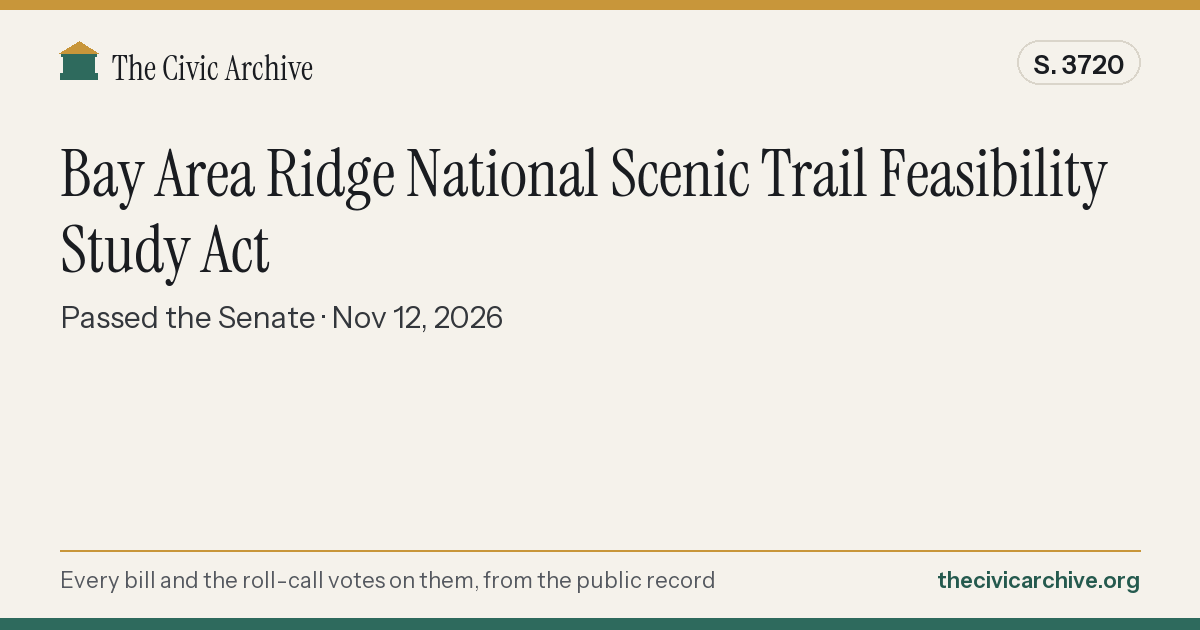 The Civic Archive
S. 3720
Bay Area Ridge National Scenic Trail Feasibility
Study Act
Passed the Senate · Nov 12, 2026
Every bill and the roll-call votes on them, from the public record
thecivicarchive.org